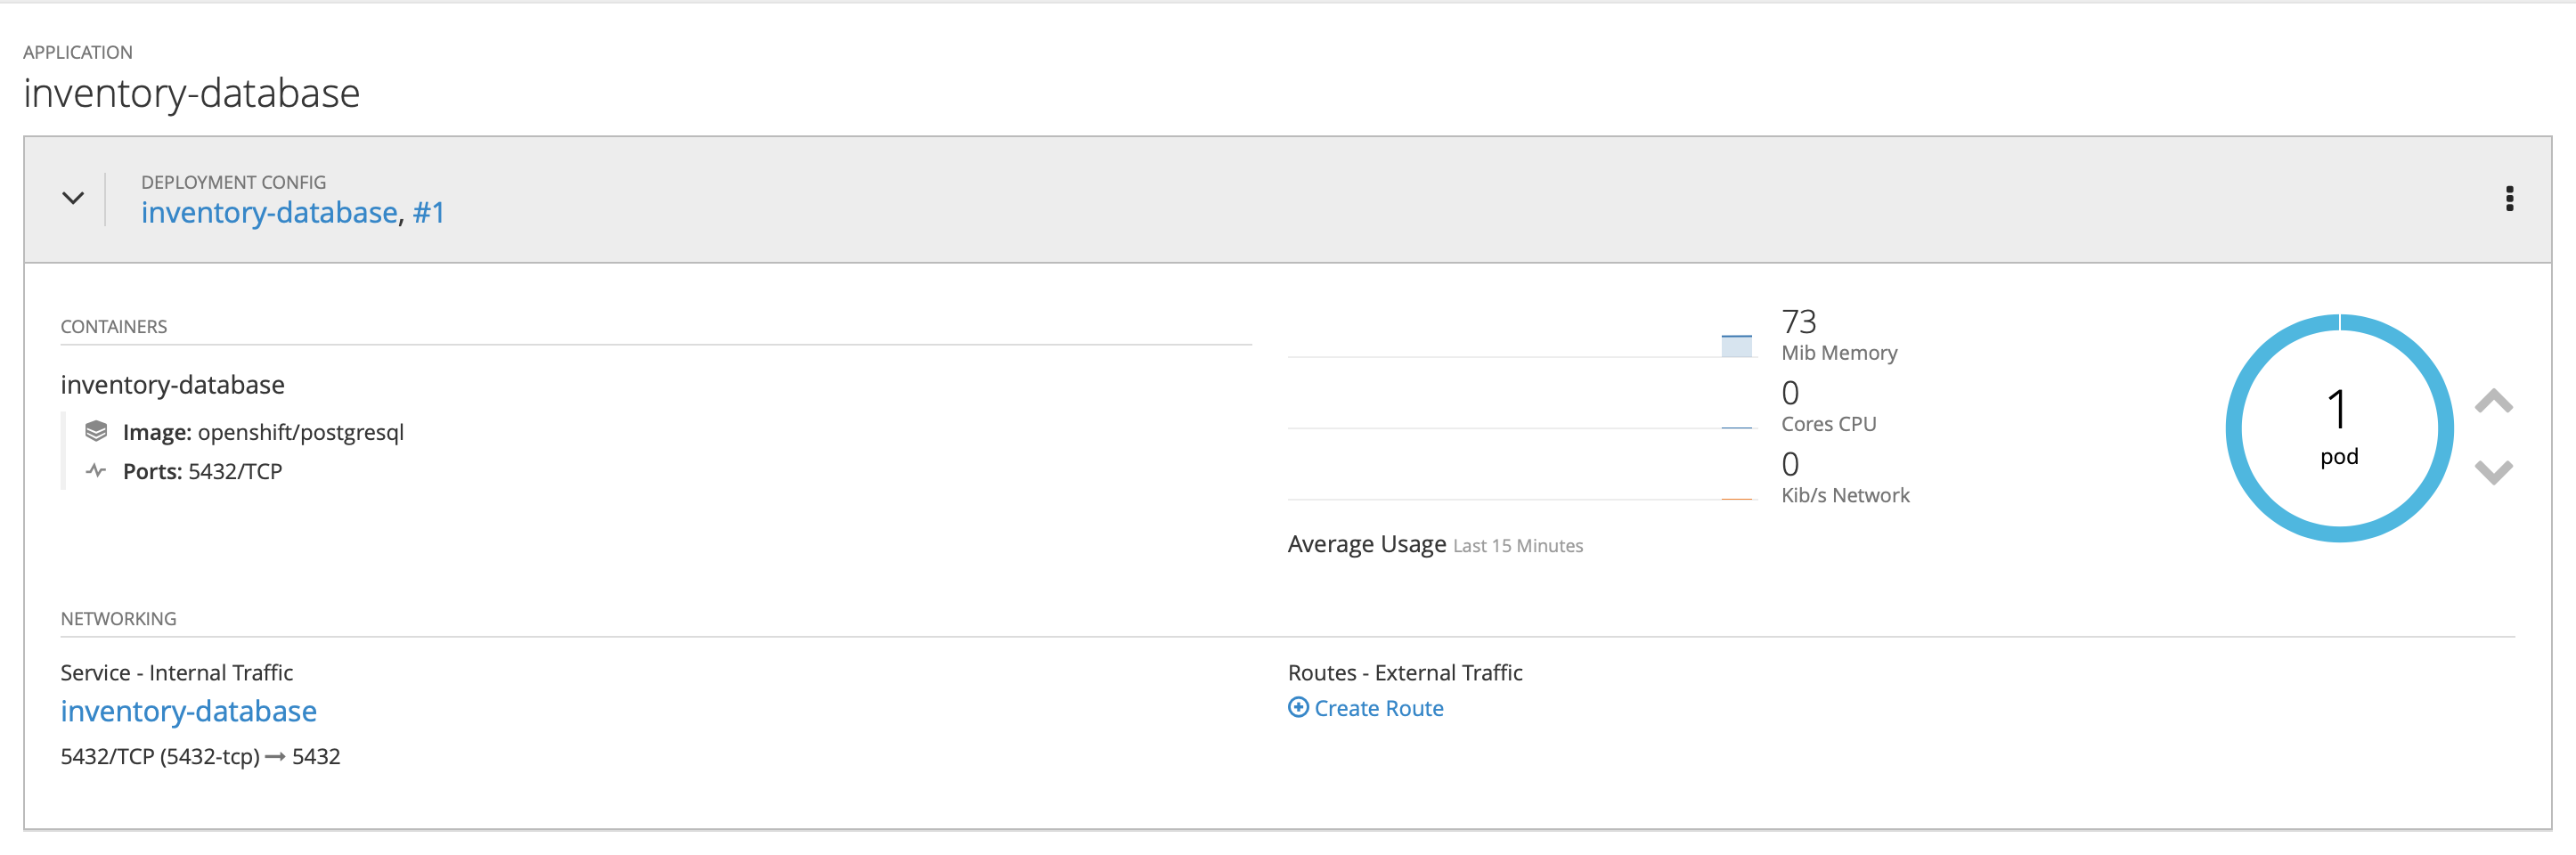 APPLICATION
inventory-database
DEPLOYMENT CONFIG
inventory-database, #1
CONTAINERS
inventory-database
Image: openshift/postgresql
Ports: 5432/TCP
73
Mib Memory
0
Cores CPU
0
Kib/s Network
Average Usage Last 15 Minutes
1
pod
NETWORKING
Service - Internal Traffic
inventory-database
5432/TCP (5432-tcp) → 5432
Routes - External Traffic
Create Route